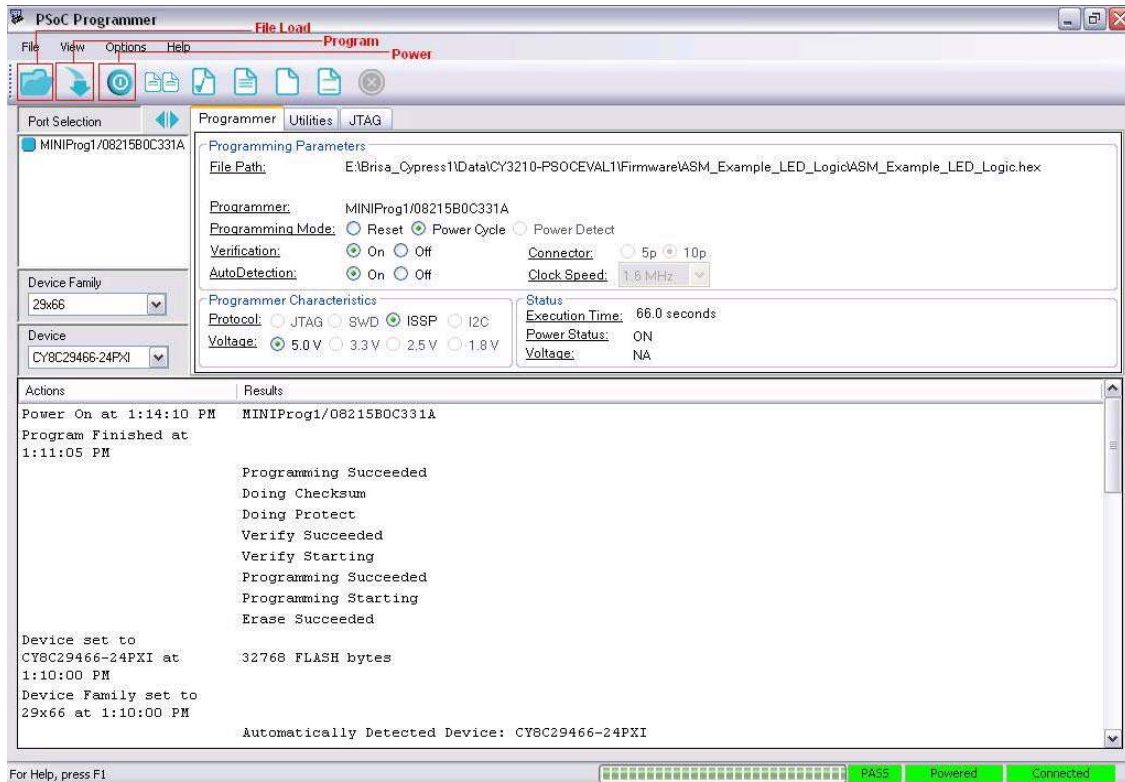 PSoC Programmer
File Load
File View Options Help
Program
Power
Port Selection
Programmer Utilities JTAG
MINIProg1/08215B0C331A
Programming Parameters
File Path: E:\Brisa_Cypress1\Data\CY3210-PSOCEVAL1\Firmware\ASM_Example_LED_Logic\ASM_Example_LED_Logic.hex
Programmer: MINIProg1/08215B0C331A
Programming Mode: Reset Power Cycle Power Detect
Verification: On Off Connector: 5p 10p
AutoDetection: On Off Clock Speed: 1.6 MHz
Device Family
29x66
Device
CY8C29466-24PXI
Programmer Characteristics
Protocol: JTAG SWD ISSP I2C
Voltage: 5.0 V 3.3 V 2.5 V 1.8 V
Status
Execution Time: 66.0 seconds
Power Status: ON
Voltage: NA
Actions Results
Power On at 1:14:10 PM MINIProg1/08215B0C331A
Program Finished at
1:11:05 PM
Programming Succeeded
Doing Checksum
Doing Protect
Verify Succeeded
Verify Starting
Programming Succeeded
Programming Starting
Erase Succeeded
Device set to
CY8C29466-24PXI at 32768 FLASH bytes
1:10:00 PM
Device Family set to
29x66 at 1:10:00 PM
Automatically Detected Device: CY8C29466-24PXI
For Help, press F1 PASS Powered Connected